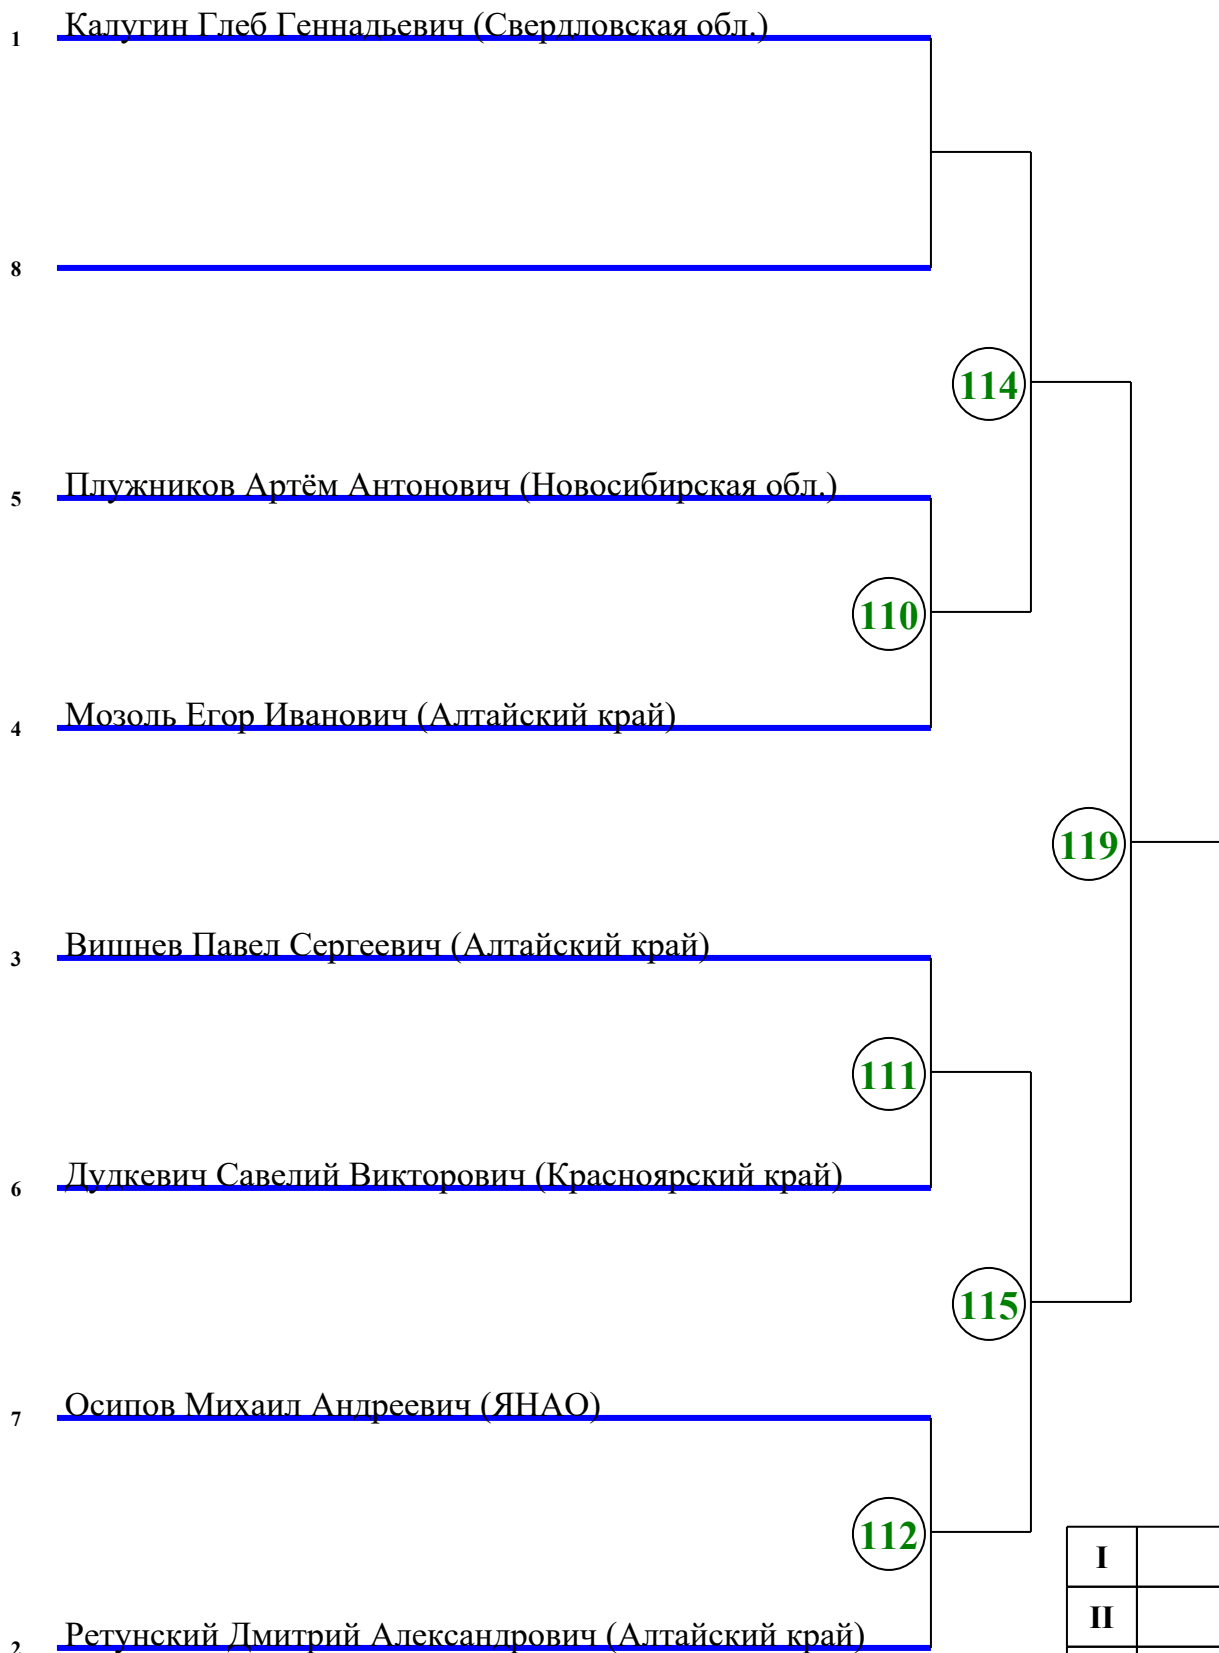 1 Калугин Глеб Геннадьевич (Свердловская обл.)
8
114
5 Плужников Артём Антонович (Новосибирская обл.)
110
4 Мозоль Егор Иванович (Алтайский край)
119
3 Вишнев Павел Сергеевич (Алтайский край)
111
6 Дудкевич Савелий Викторович (Красноярский край)
115
7 Осипов Михаил Андреевич (ЯНАО)
112
I
II
2 Ретунский Дмитрий Александрович (Алтайский край)